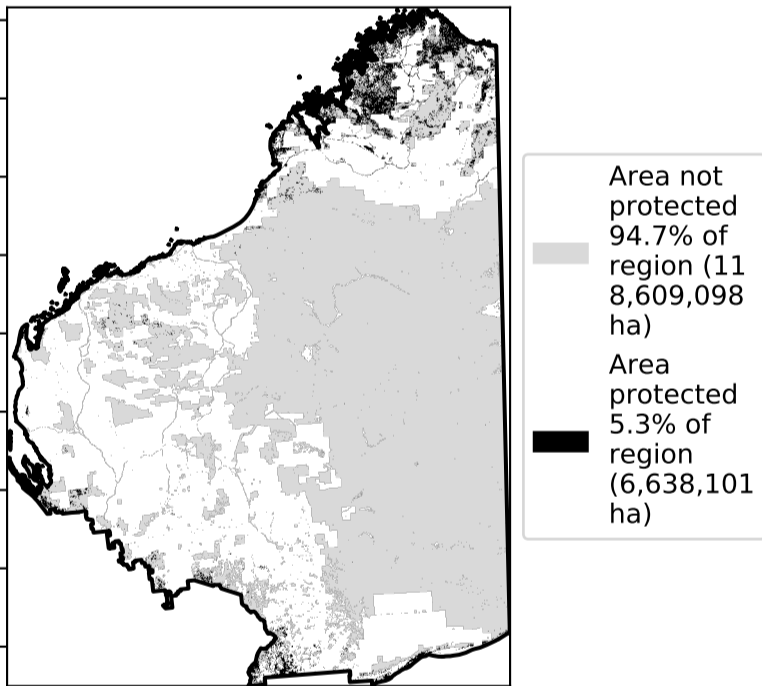 Area not
protected
94.7% of
region (11
8,609,098
ha)
Area
protected
5.3% of
region
(6,638,101
ha)